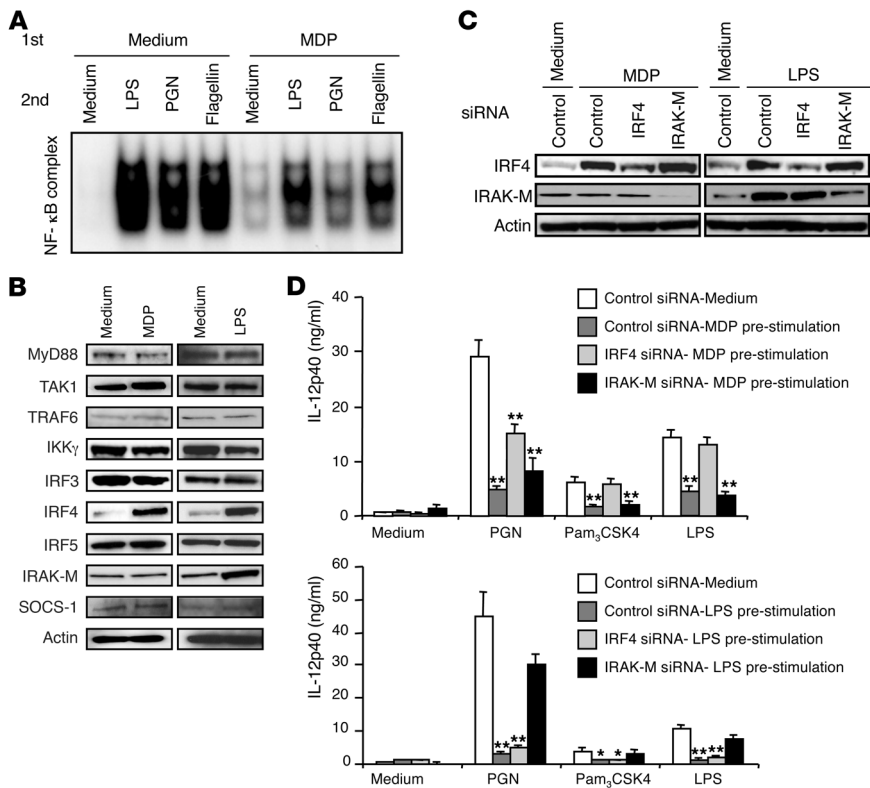 A
1st Medium MDP
2nd Medium LPS PGN Flagellin Medium LPS PGN Flagellin
NF- κB complex
B
Medium MDP Medium LPS
MyD88
TAK1
TRAF6
IKKγ
IRF3
IRF4
IRF5
IRAK-M
SOCS-1
Actin
C
Medium MDP Medium LPS
siRNA Control Control IRF4 IRAK-M Control Control IRF4 IRAK-M
IRF4
IRAK-M
Actin
D
IL-12p40 (ng/ml)
40
30
20
10
0
Control siRNA-Medium
Control siRNA-MDP pre-stimulation
IRF4 siRNA- MDP pre-stimulation
IRAK-M siRNA- MDP pre-stimulation
** ** **
** **
** **
Medium PGN Pam₃CSK4 LPS
IL-12p40 (ng/ml)
60
50
40
30
20
10
0
Control siRNA-Medium
Control siRNA-LPS pre-stimulation
IRF4 siRNA- LPS pre-stimulation
IRAK-M siRNA- LPS pre-stimulation
** ** * * ** **
Medium PGN Pam₃CSK4 LPS